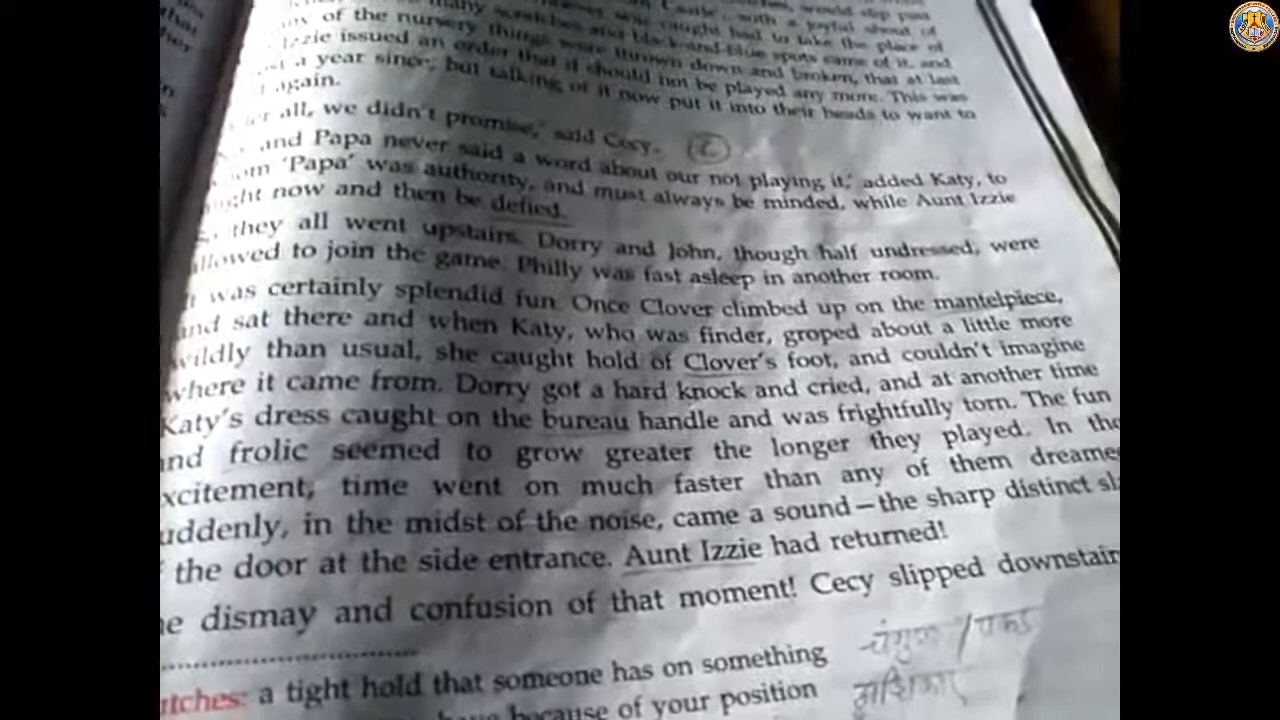 would slip past
with a joyful shout of
many scratches and black-and-blue spots came of it, and
of the nursery things were thrown down and broken, that at last
Izzie issued an order that it should not be played any more. This was
a year since; but talking of it now put it into their heads to want to
again.
all, we didn't promise,' said Cecy.
and Papa never said a word about our not playing it,' added Katy, to
'Papa' was authority, and must always be minded, while Aunt Izzie
now and then be defied.
they all went upstairs. Dorry and John, though half undressed, were
llowed to join the game. Philly was fast asleep in another room.
was certainly splendid fun. Once Clover climbed up on the mantelpiece,
and sat there and when Katy, who was finder, groped about a little more
wildly than usual, she caught hold of Clover's foot, and couldn't imagine
where it came from. Dorry got a hard knock and cried, and at another time
Katy's dress caught on the bureau handle and was frightfully torn. The fun
nd frolic seemed to grow greater the longer they played. In the
xcitement, time went on much faster than any of them dreame
uddenly, in the midst of the noise, came a sound—the sharp distinct sl
the door at the side entrance. Aunt Izzie had returned!
e dismay and confusion of that moment! Cecy slipped downstair
tches: a tight hold that someone has on something
because of your position